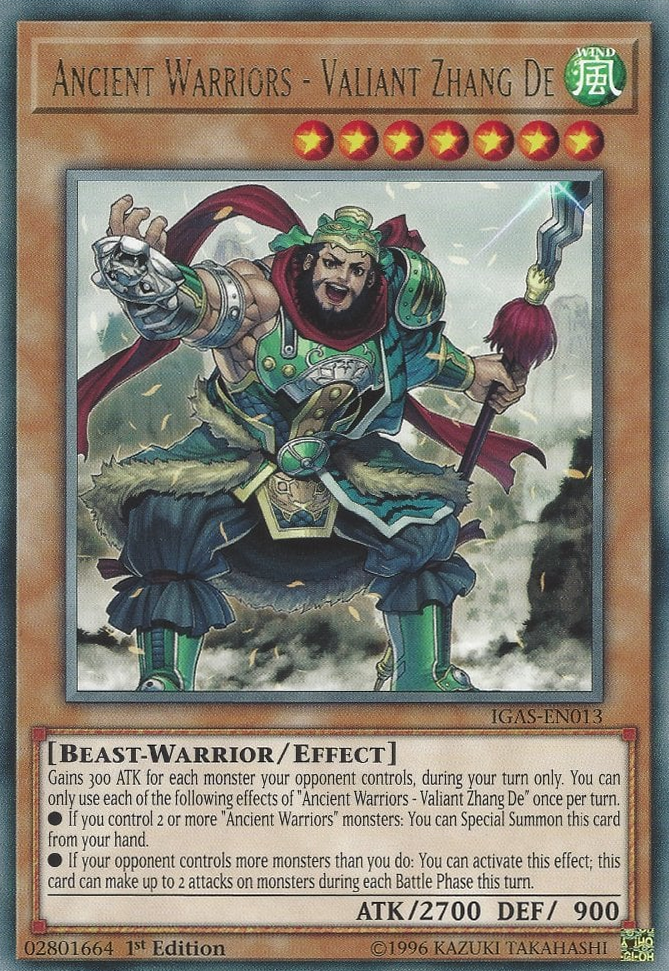 ANCIENT WARRIORS - VALIANT ZHANG DE
WIND
風
IGAS-EN013
[BEAST-WARRIOR/EFFECT]
Gains 300 ATK for each monster your opponent controls, during your turn only. You can
only use each of the following effects of "Ancient Warriors - Valiant Zhang De" once per turn.
● If you control 2 or more "Ancient Warriors" monsters: You can Special Summon this card
from your hand.
● If your opponent controls more monsters than you do: You can activate this effect; this
card can make up to 2 attacks on monsters during each Battle Phase this turn.
ATK/2700 DEF/ 900
02801664 1st Edition ©1996 KAZUKI TAKAHASHI